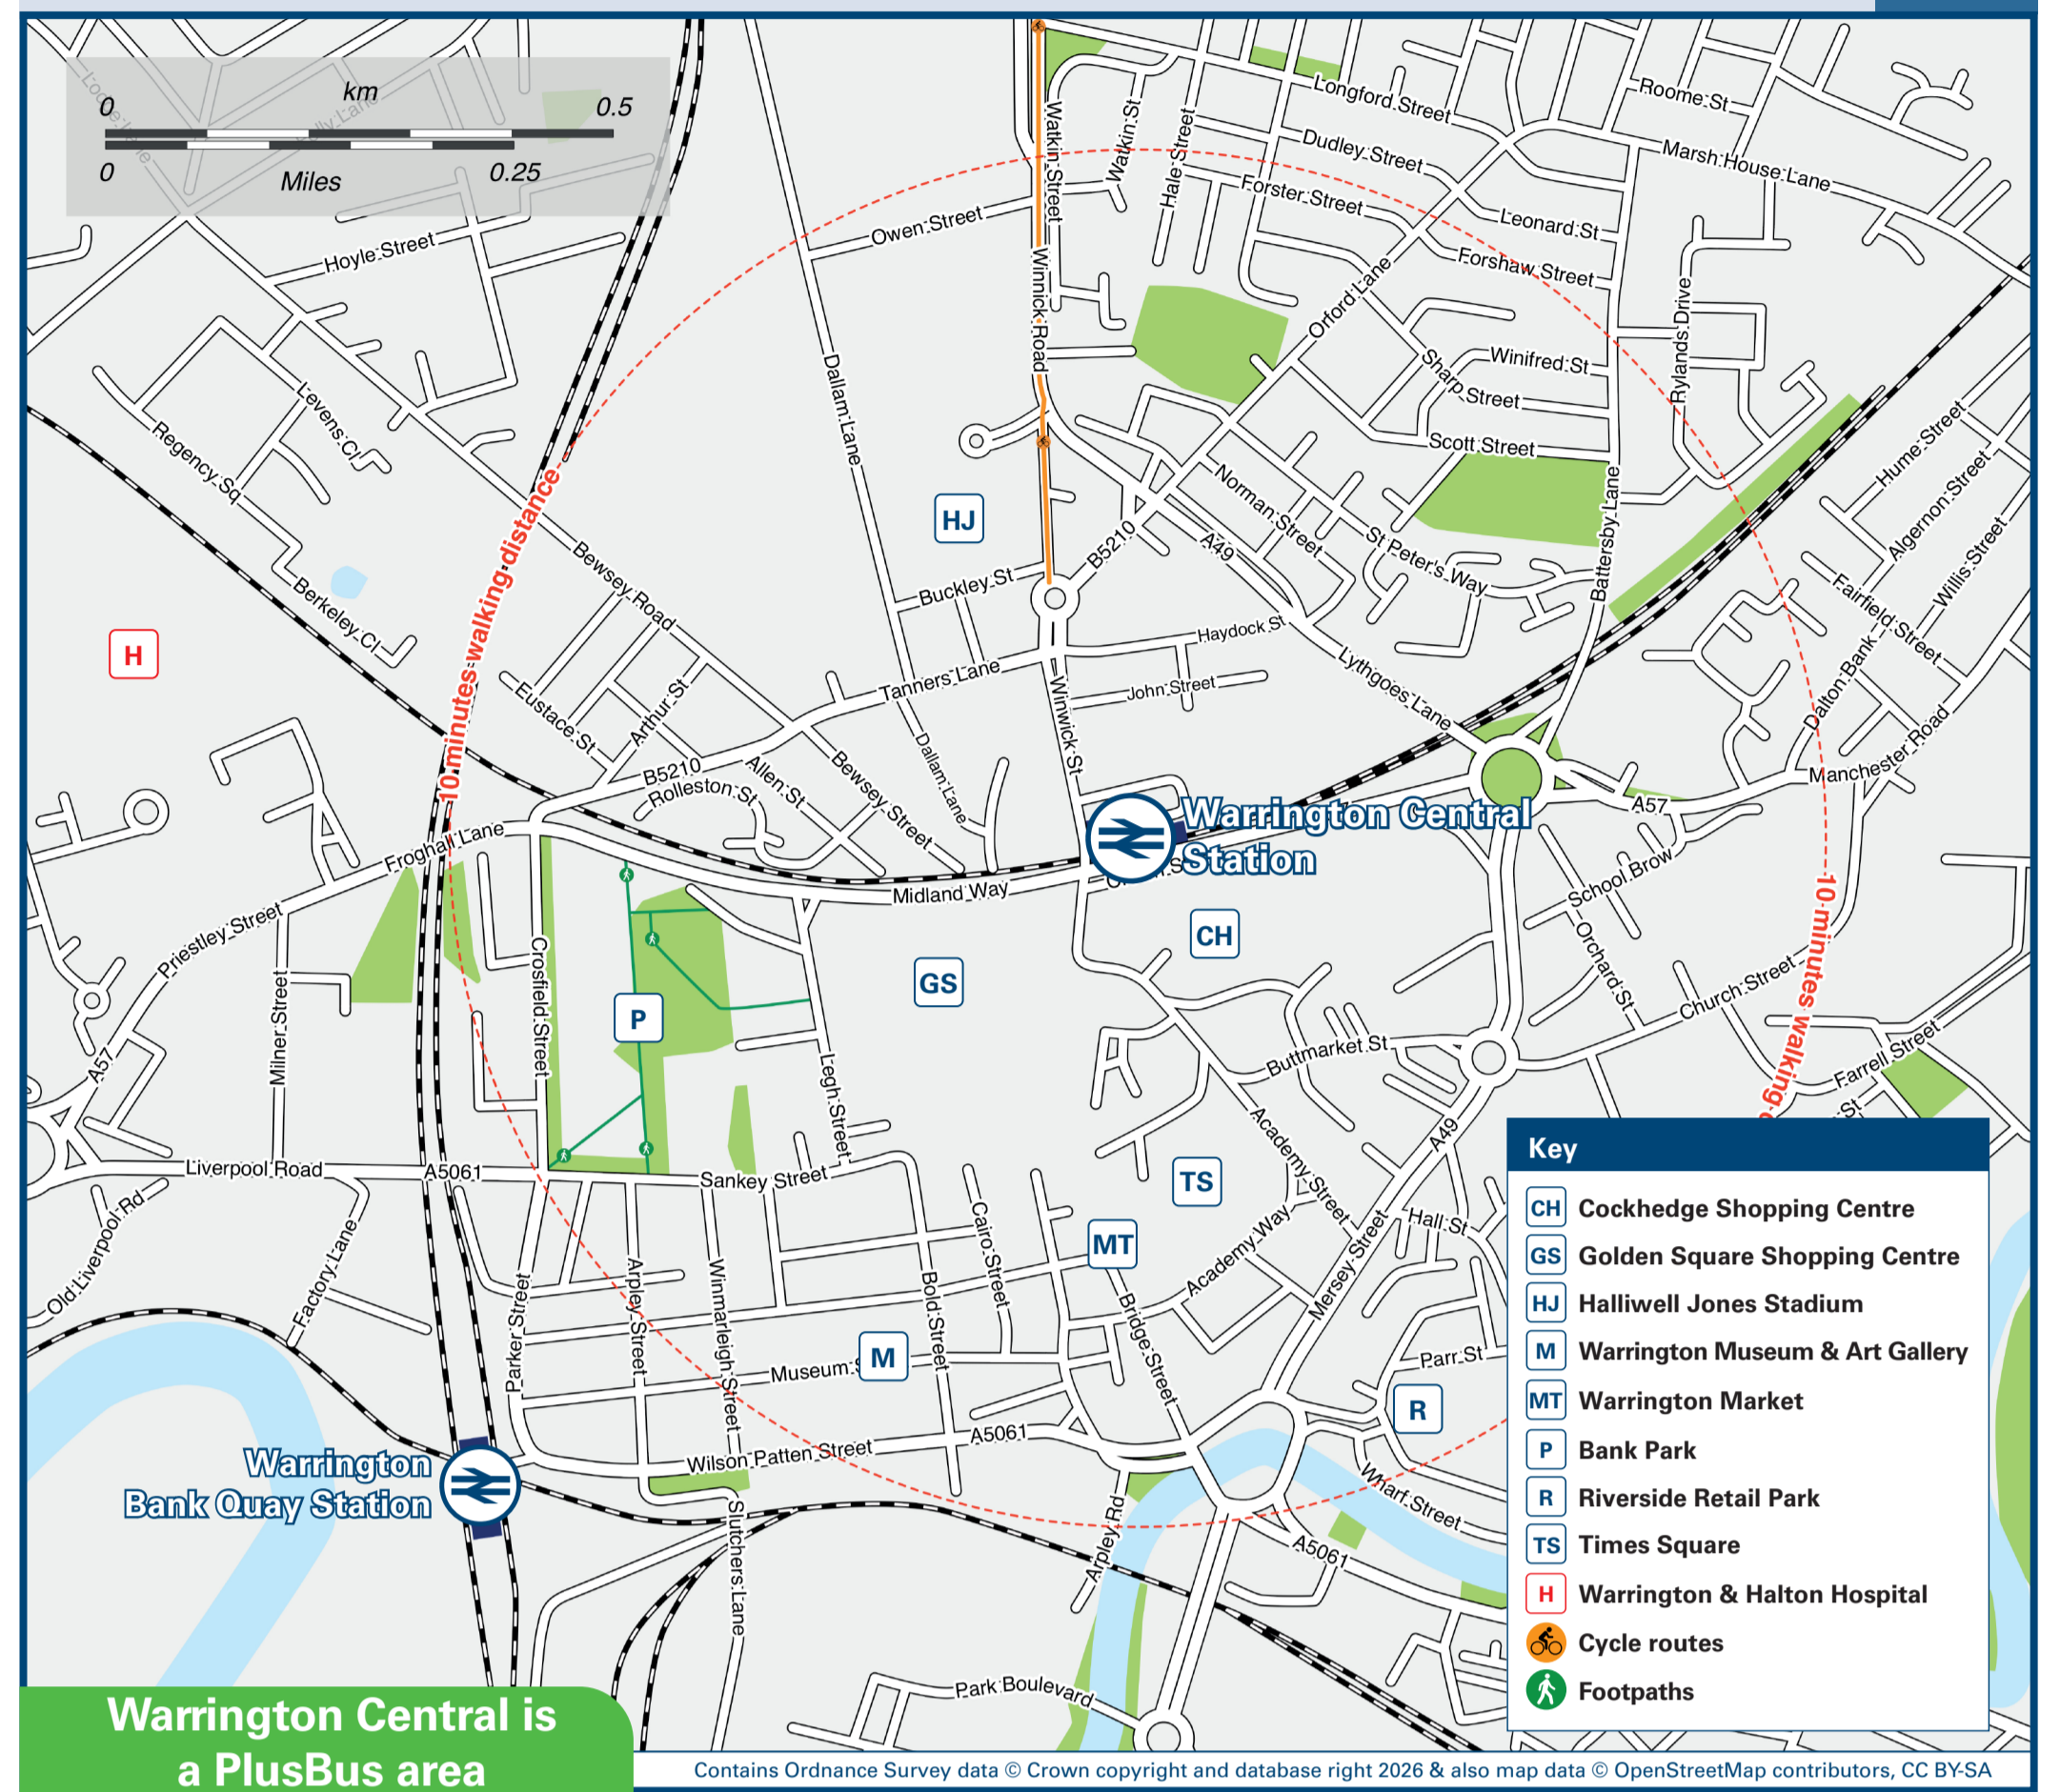 km
0
0.5
0
Miles
0.25
Longford Street
Roome St
Watkin Street
Watkin St
Hale Street
Dudley Street
Marsh House Lane
Forster Street
Owen Street
Leonard St
Hoyle Street
Forshaw Street
Winnick Road
Orford Lane
Rylands Drive
Dallam Lane
Winifred St
Sharp Street
Levens Cl
Hume Street
Regency Sq
Scott Street
Algernon Street
Norman Street
Battersby Lane
HJ
10 minutes walking distance
B5210
A49
St Peter's Way
Willis Street
Bewsey Road
Buckley St
Fairfield Street
Berkeley Cl
Haydock St
H
Tanners Lane
Lythgoes Lane
Dalton Bank
Eustace St
Arthur St
John Street
Winwick St
Manchester Road
B5210
Allen St
Bewsey Street
Dallam Lane
Rolleston St
A57
Warrington Central
Station
Froghall Lane
Midland Way
School Brow
10 minutes walking
Priestley Street
CH
Orchard St
Crosfield Street
GS
Church Street
P
Milner Street
Buttmarket St
Farrell Street
A57
Legh Street
St
Academy Street
A49
Liverpool Road
A5061
Sankey Street
TS
Old Liverpool Rd
Factory Lane
Cairo Street
MT
Academy Way
Hall St
Mersey Street
Parker Street
Arpley Street
Winmarleigh Street
Bold Street
Bridge Street
Museum S
M
Parr St
R
Wilson Patten Street
A5061
Warrington
Bank Quay Station
Wharf Street
Slutchers Lane
Arpley Rd
A5061
Park Boulevard
Key
CH Cockhedge Shopping Centre
GS Golden Square Shopping Centre
HJ Halliwell Jones Stadium
M Warrington Museum & Art Gallery
MT Warrington Market
P Bank Park
R Riverside Retail Park
TS Times Square
H Warrington & Halton Hospital
Cycle routes
Footpaths
Warrington Central is
a PlusBus area
Contains Ordnance Survey data © Crown copyright and database right 2026 & also map data © OpenStreetMap contributors, CC BY-SA